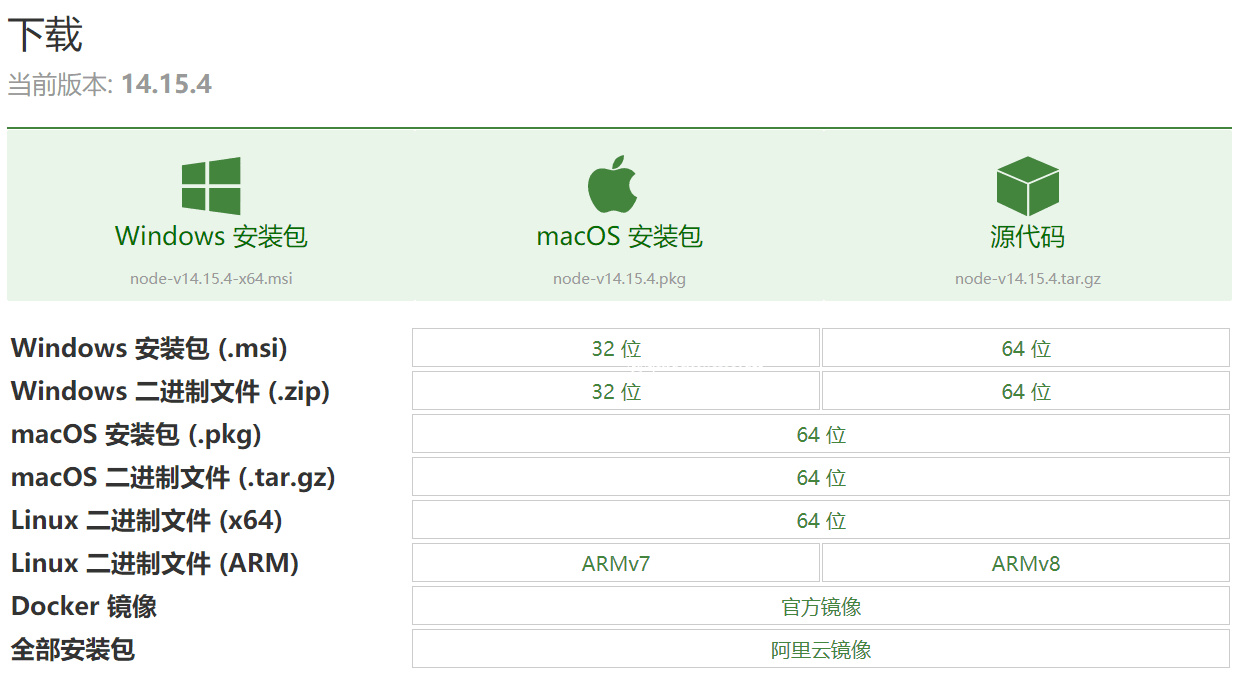 下载
当前版本: 14.15.4
Windows 安装包
macOS 安装包
源代码
node-v14.15.4-x64.msi
node-v14.15.4.pkg
node-v14.15.4.tar.gz
Windows 安装包 (.msi) 32 位 64 位
Windows 二进制文件 (.zip) 32 位 64 位
macOS 安装包 (.pkg) 64 位
macOS 二进制文件 (.tar.gz) 64 位
Linux 二进制文件 (x64) 64 位
Linux 二进制文件 (ARM) ARMv7 ARMv8
Docker 镜像 官方镜像
全部安装包 阿里云镜像